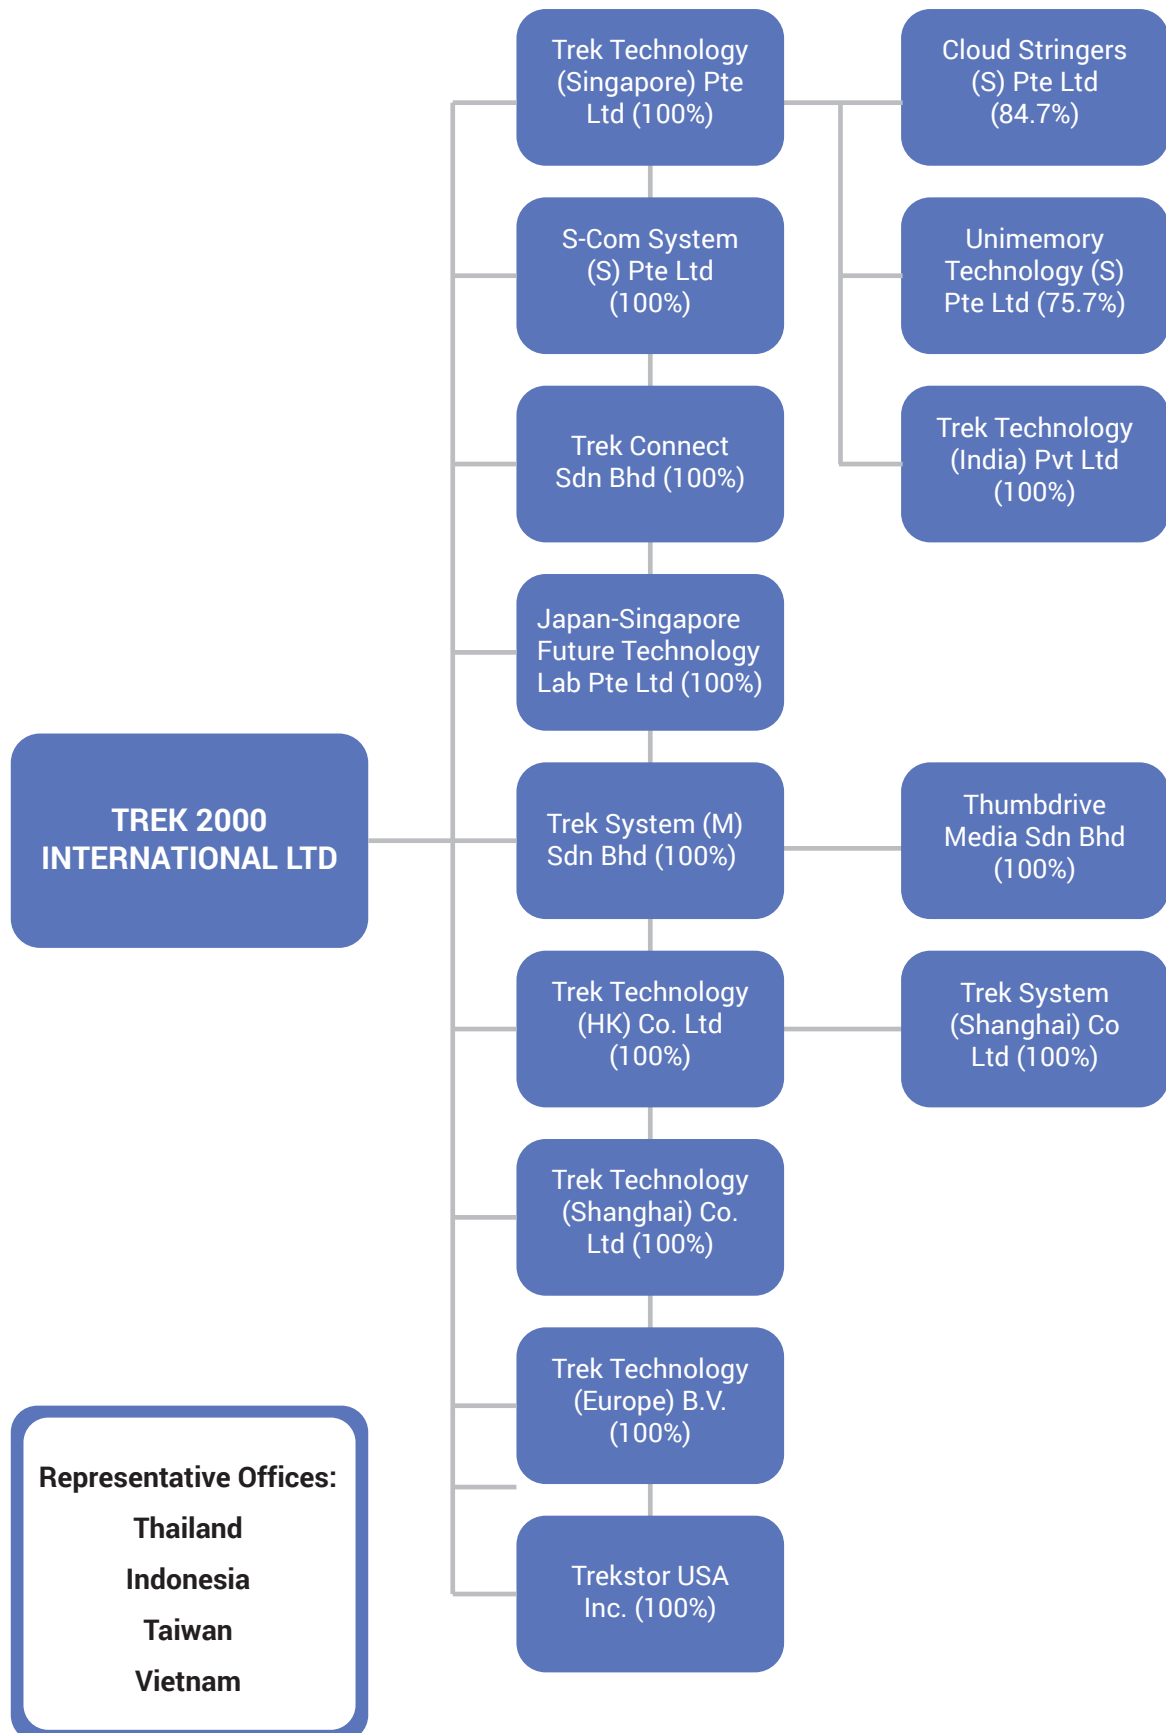 Trek Technology
(Singapore) Pte
Ltd (100%)
Cloud Stringers
(S) Pte Ltd
(84.7%)
S-Com System
(S) Pte Ltd
(100%)
Unimemory
Technology (S)
Pte Ltd (75.7%)
Trek Connect
Sdn Bhd (100%)
Trek Technology
(India) Pvt Ltd
(100%)
Japan-Singapore
Future Technology
Lab Pte Ltd (100%)
TREK 2000
INTERNATIONAL LTD
Trek System (M)
Sdn Bhd (100%)
Thumbdrive
Media Sdn Bhd
(100%)
Trek Technology
(HK) Co. Ltd
(100%)
Trek System
(Shanghai) Co
Ltd (100%)
Trek Technology
(Shanghai) Co.
Ltd (100%)
Trek Technology
(Europe) B.V.
(100%)
Trekstor USA
Inc. (100%)
Representative Offices:
Thailand
Indonesia
Taiwan
Vietnam